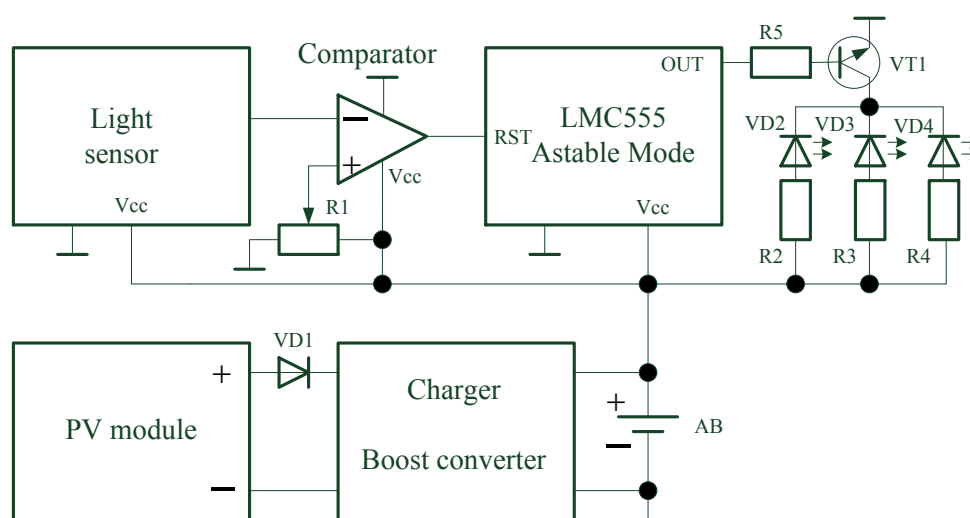 Comparator
Light
sensor
Vcc
−
+
Vcc
R1
RST
LMC555
Astable Mode
OUT
Vcc
R5
VT1
VD2
VD3
VD4
R2
R3
R4
PV module
+
−
VD1
Charger
Boost converter
+
−
AB